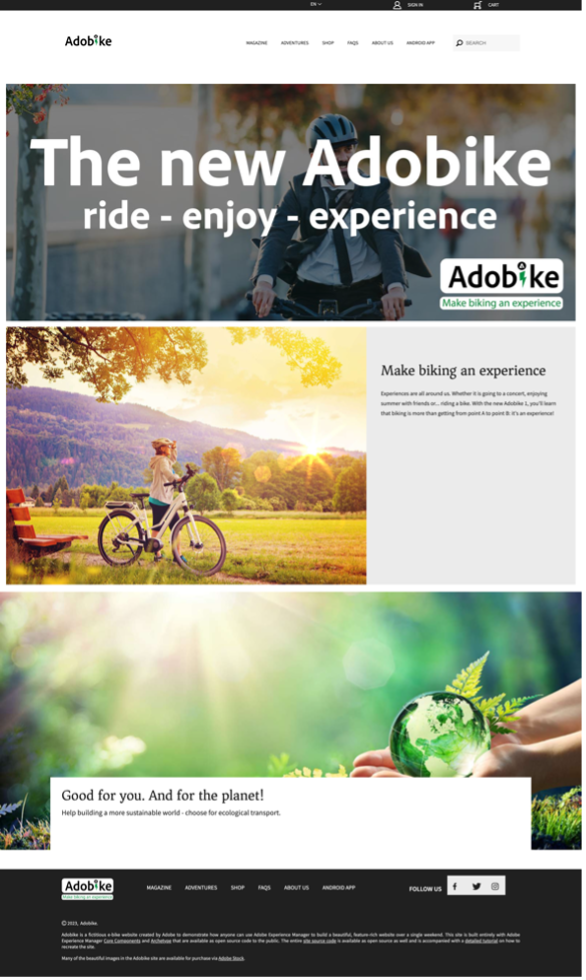 EN
SIGN IN
CART
Adobike
MAGAZINE ADVENTURES SHOP FAQS ABOUT US ANDROID APP SEARCH
The new Adobike
ride - enjoy - experience
Adobike
Make biking an experience
Make biking an experience
Experiences are all around us. Whether it is going to a concert, enjoying
summer with friends or... riding a bike. With the new Adobike 1, you'll learn
that biking is more than getting from point A to point B: it's an experience!
Good for you. And for the planet!
Help building a more sustainable world - choose for ecological transport.
Adobike
Make biking an experience
MAGAZINE ADVENTURES SHOP FAQS ABOUT US ANDROID APP FOLLOW US
© 2023, Adobike.
Adobike is a fictitious e-bike website created by Adobe to demonstrate how anyone can use Adobe Experience Manager to build a beautiful, feature-rich website over a single weekend. This site is built entirely with Adobe
Experience Manager Core Components and Archetype that are available as open source code to the public. The entire site source code is available as open source as well and is accompanied with a detailed tutorial on how to
recreate the site.
Many of the beautiful images in the Adobike site are available for purchase via Adobe Stock.